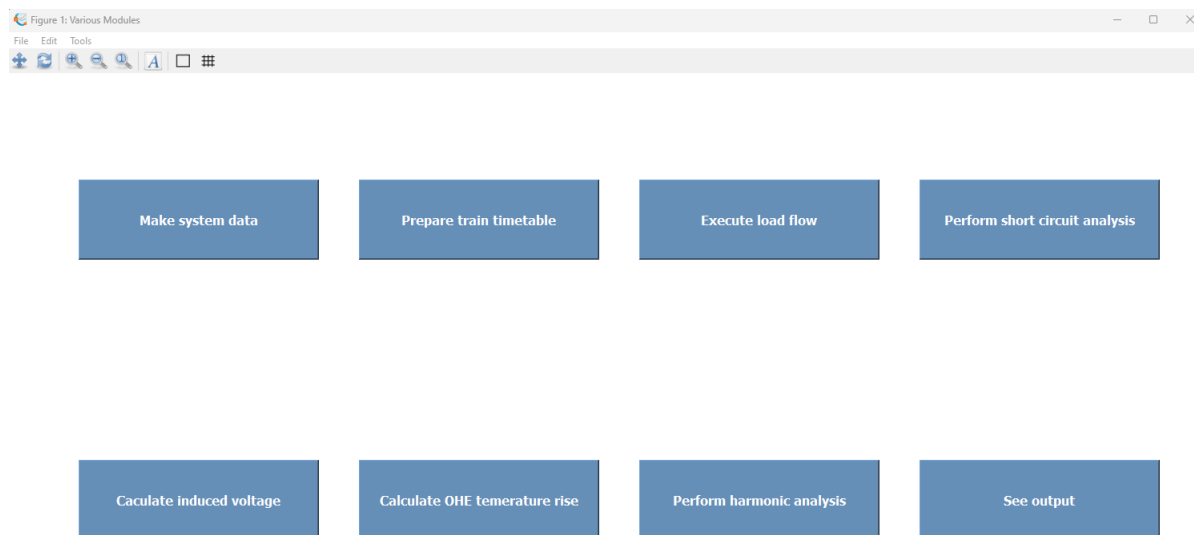 Figure 1: Various Modules
File Edit Tools
A
Make system data
Prepare train timetable
Execute load flow
Perform short circuit analysis
Caculate induced voltage
Calculate OHE temerature rise
Perform harmonic analysis
See output